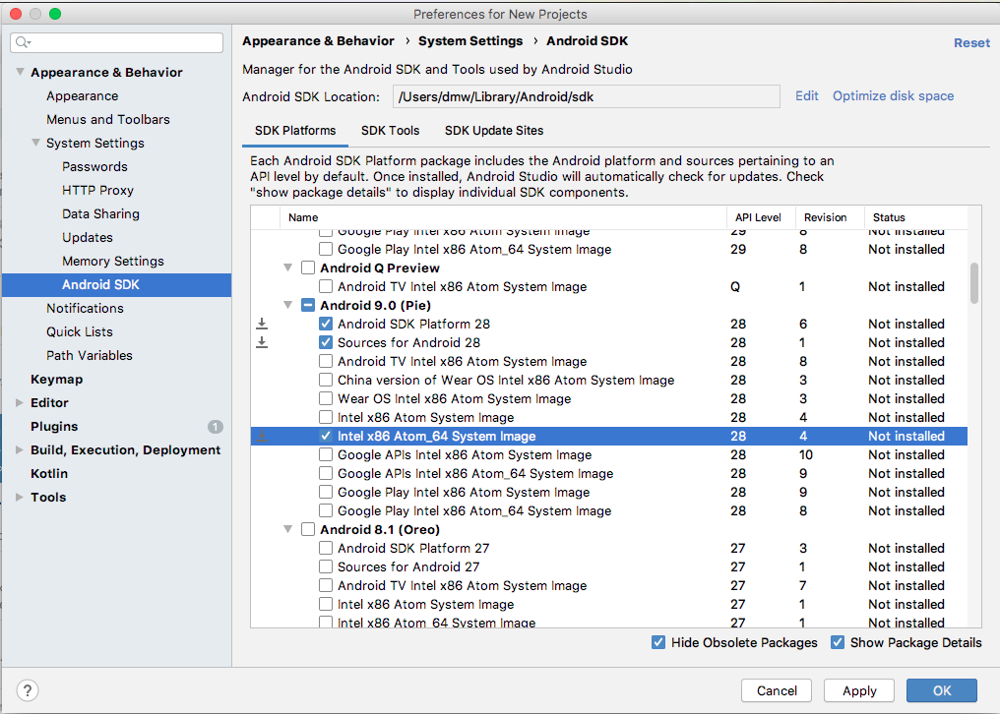 Preferences for New Projects
Appearance & Behavior
Appearance
Menus and Toolbars
System Settings
Passwords
HTTP Proxy
Data Sharing
Updates
Memory Settings
Android SDK
Notifications
Quick Lists
Path Variables
Keymap
Editor
Plugins 1
Build, Execution, Deployment
Kotlin
Tools
Appearance & Behavior › System Settings › Android SDK
Reset
Manager for the Android SDK and Tools used by Android Studio
Android SDK Location: /Users/dmw/Library/Android/sdk Edit Optimize disk space
SDK Platforms SDK Tools SDK Update Sites
Each Android SDK Platform package includes the Android platform and sources pertaining to an
API level by default. Once installed, Android Studio will automatically check for updates. Check
"show package details" to display individual SDK components.
Name API Level Revision Status
Google Play Intel x86 Atom System Image 29 8 Not installed
Google Play Intel x86 Atom_64 System Image 29 8 Not installed
Android Q Preview
Android TV Intel x86 Atom System Image Q 1 Not installed
Android 9.0 (Pie)
Android SDK Platform 28 28 6 Not installed
Sources for Android 28 28 1 Not installed
Android TV Intel x86 Atom System Image 28 8 Not installed
China version of Wear OS Intel x86 Atom System Image 28 3 Not installed
Wear OS Intel x86 Atom System Image 28 3 Not installed
Intel x86 Atom System Image 28 4 Not installed
Intel x86 Atom_64 System Image 28 4 Not installed
Google APIs Intel x86 Atom System Image 28 10 Not installed
Google APIs Intel x86 Atom_64 System Image 28 9 Not installed
Google Play Intel x86 Atom System Image 28 9 Not installed
Google Play Intel x86 Atom_64 System Image 28 8 Not installed
Android 8.1 (Oreo)
Android SDK Platform 27 27 3 Not installed
Sources for Android 27 27 1 Not installed
Android TV Intel x86 Atom System Image 27 7 Not installed
Intel x86 Atom System Image 27 1 Not installed
Intel x86 Atom_64 System Image 27 1 Not installed
Hide Obsolete Packages Show Package Details
? Cancel Apply OK